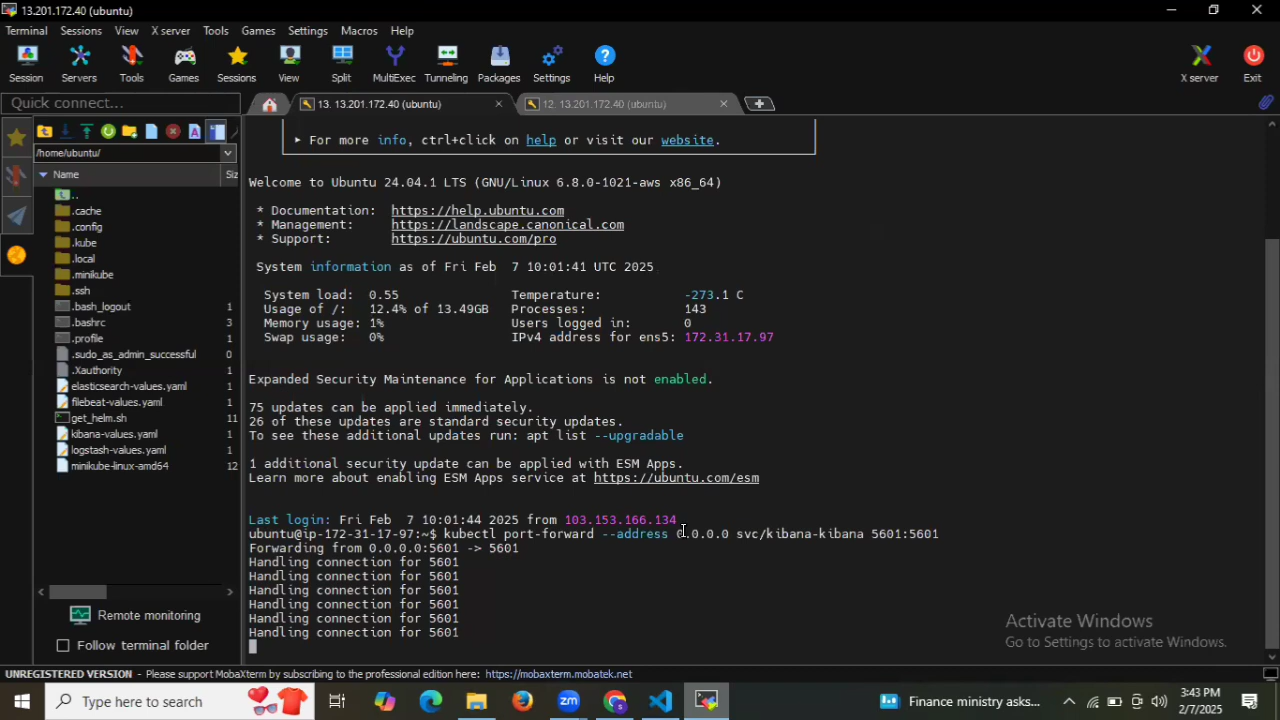 13.201.172.40 (ubuntu)
Terminal Sessions View X server Tools Games Settings Macros Help
Session Servers Tools Games Sessions View Split MultiExec Tunneling Packages Settings Help X server Exit
Quick connect...
13. 13.201.172.40 (ubuntu)
12. 13.201.172.40 (ubuntu)
/home/ubuntu/
Name Siz
..
.cache
.config
.kube
.local
.minikube
.ssh
.bash_logout 1
.bashrc 3
.profile 1
.sudo_as_admin_successful 0
.Xauthority 1
elasticsearch-values.yaml 1
filebeat-values.yaml 1
get_helm.sh 11
kibana-values.yaml 1
logstash-values.yaml 1
minikube-linux-amd64 12
Remote monitoring
Follow terminal folder
▸ For more info, ctrl+click on help or visit our website.
Welcome to Ubuntu 24.04.1 LTS (GNU/Linux 6.8.0-1021-aws x86_64)
* Documentation: https://help.ubuntu.com
* Management: https://landscape.canonical.com
* Support: https://ubuntu.com/pro
System information as of Fri Feb 7 10:01:41 UTC 2025
System load: 0.55 Temperature: -273.1 C
Usage of /: 12.4% of 13.49GB Processes: 143
Memory usage: 1% Users logged in: 0
Swap usage: 0% IPv4 address for ens5: 172.31.17.97
Expanded Security Maintenance for Applications is not enabled.
75 updates can be applied immediately.
26 of these updates are standard security updates.
To see these additional updates run: apt list --upgradable
1 additional security update can be applied with ESM Apps.
Learn more about enabling ESM Apps service at https://ubuntu.com/esm
Last login: Fri Feb 7 10:01:44 2025 from 103.153.166.134
ubuntu@ip-172-31-17-97:~$ kubectl port-forward --address 0.0.0.0 svc/kibana-kibana 5601:5601
Forwarding from 0.0.0.0:5601 -> 5601
Handling connection for 5601
Handling connection for 5601
Handling connection for 5601
Handling connection for 5601
Handling connection for 5601
Handling connection for 5601
Activate Windows
Go to Settings to activate Windows.
UNREGISTERED VERSION - Please support MobaXterm by subscribing to the professional edition here: https://mobaxterm.mobatek.net
Type here to search
Finance ministry asks...
3:43 PM
2/7/2025